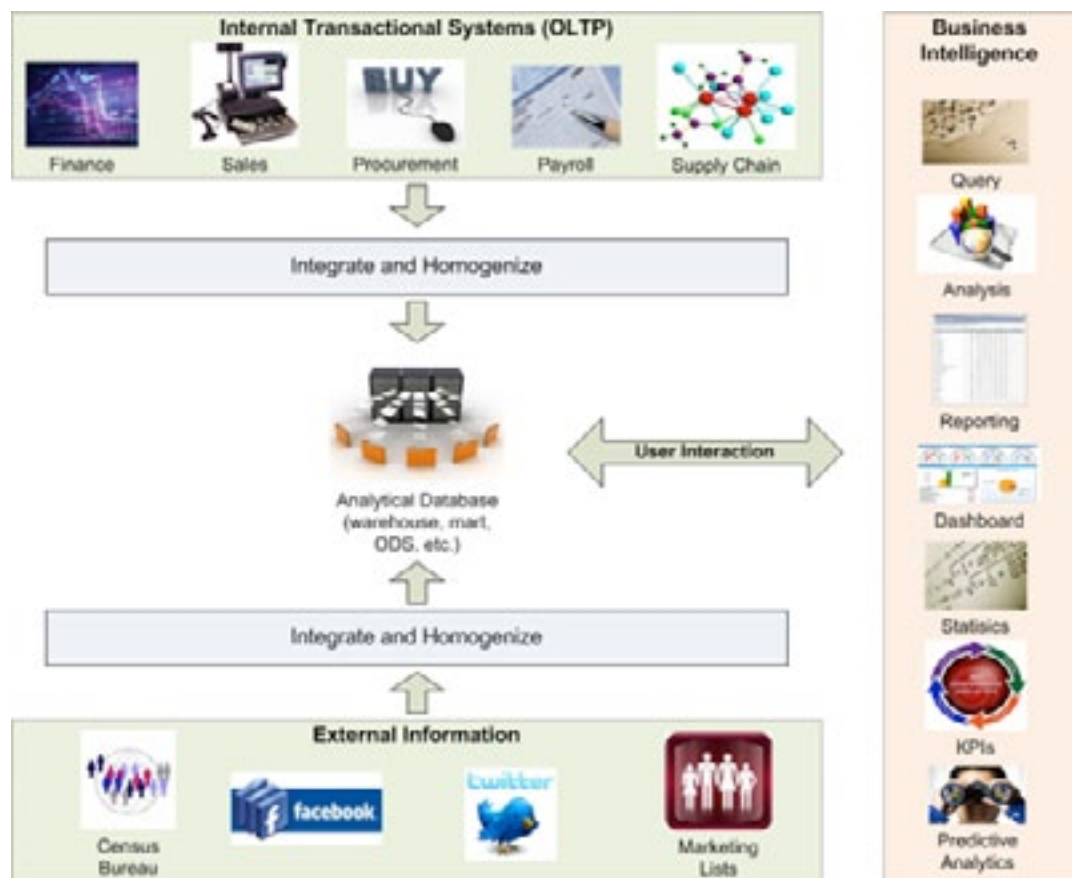 Internal Transactional Systems (OLTP)
BUY
Finance
Sales
Procurement
Payroll
Supply Chain
Integrate and Homogenize
Analytical Database
(warehouse, mart,
ODS, etc.)
User Interaction
Integrate and Homogenize
External Information
Census
Bureau
facebook
twitter
Marketing
Lists
Business
Intelligence
Query
Analysis
Reporting
Dashboard
Statisics
KPIs
Predictive
Analytics